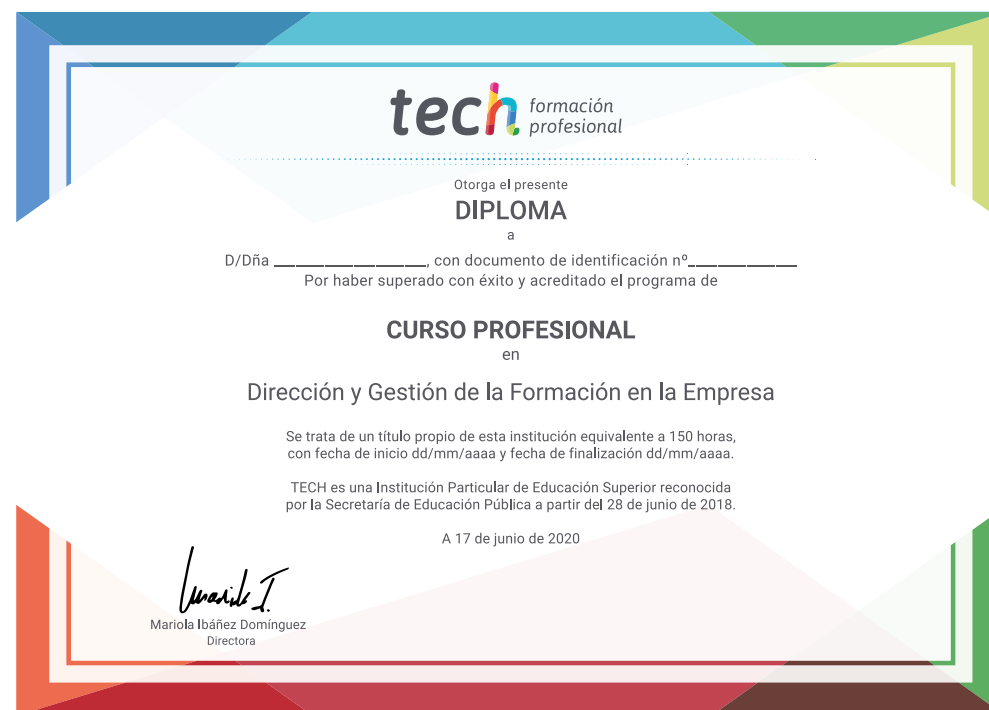 tech formación
profesional
Otorga el presente
DIPLOMA
a
D/Dña ____________________, con documento de identificación nº______________
Por haber superado con éxito y acreditado el programa de
CURSO PROFESIONAL
en
Dirección y Gestión de la Formación en la Empresa
Se trata de un título propio de esta institución equivalente a 150 horas,
con fecha de inicio dd/mm/aaaa y fecha de finalización dd/mm/aaaa.
TECH es una Institución Particular de Educación Superior reconocida
por la Secretaría de Educación Pública a partir del 28 de junio de 2018.
A 17 de junio de 2020
Mariola Ibáñez Domínguez
Directora